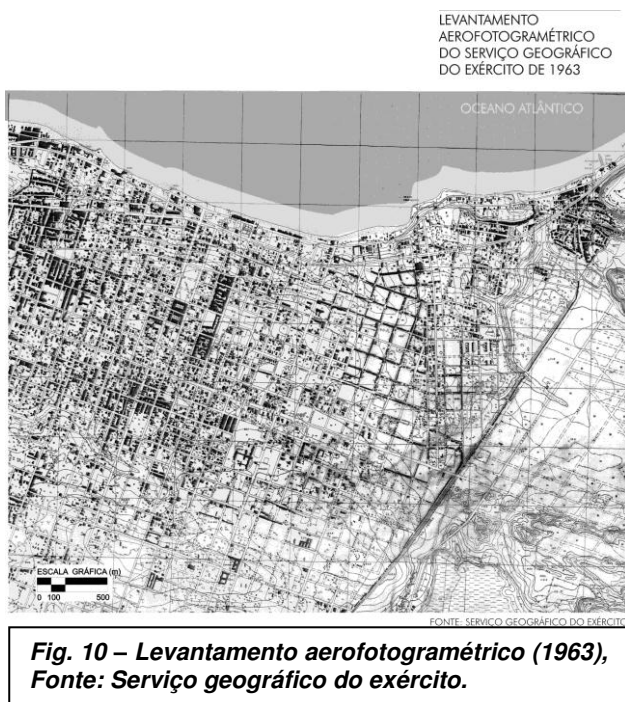 LEVANTAMENTO
AEROFOTOGRAMÉTRICO
DO SERVIÇO GEOGRÁFICO
DO EXÉRCITO DE 1963
OCEANO ATLÂNTICO
ESCALA GRÁFICA (m)
0 100 500
FONTE: SERVIÇO GEOGRÁFICO DO EXÉRCITO
Fig. 10 – Levantamento aerofotogramétrico (1963),
Fonte: Serviço geográfico do exército.